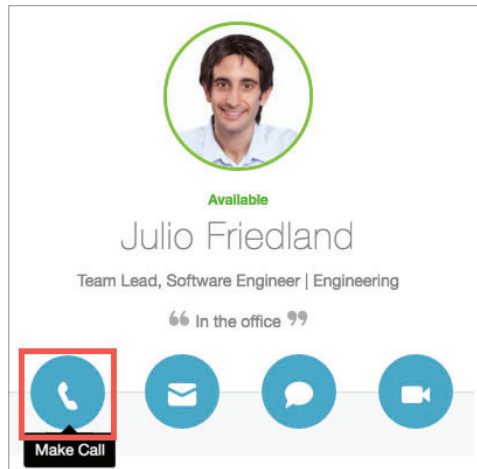 Available
Julio Friedland
Team Lead, Software Engineer | Engineering
❝ In the office ❞
Make Call